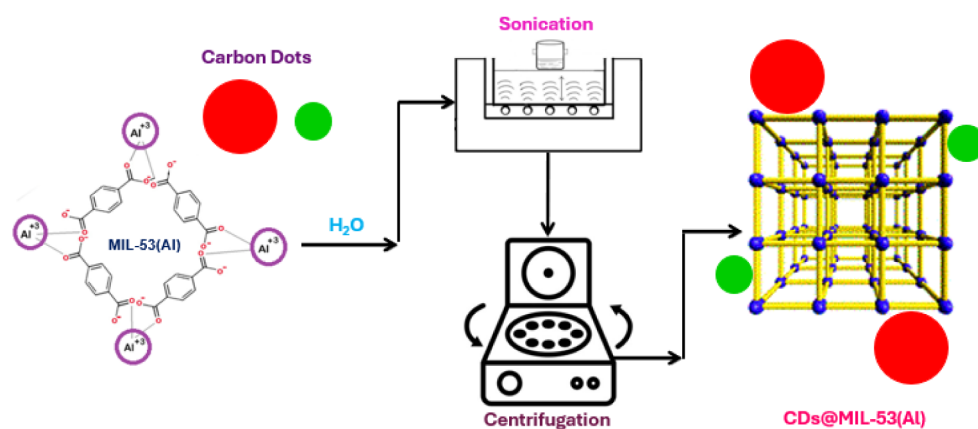 Sonication
Carbon Dots
Al+3
O O- O O-
O- O O- O
Al+3
MIL-53(Al)
H₂O
Al+3
O- O O- O
O- O O O-
Al+3
Centrifugation
CDs@MIL-53(Al)